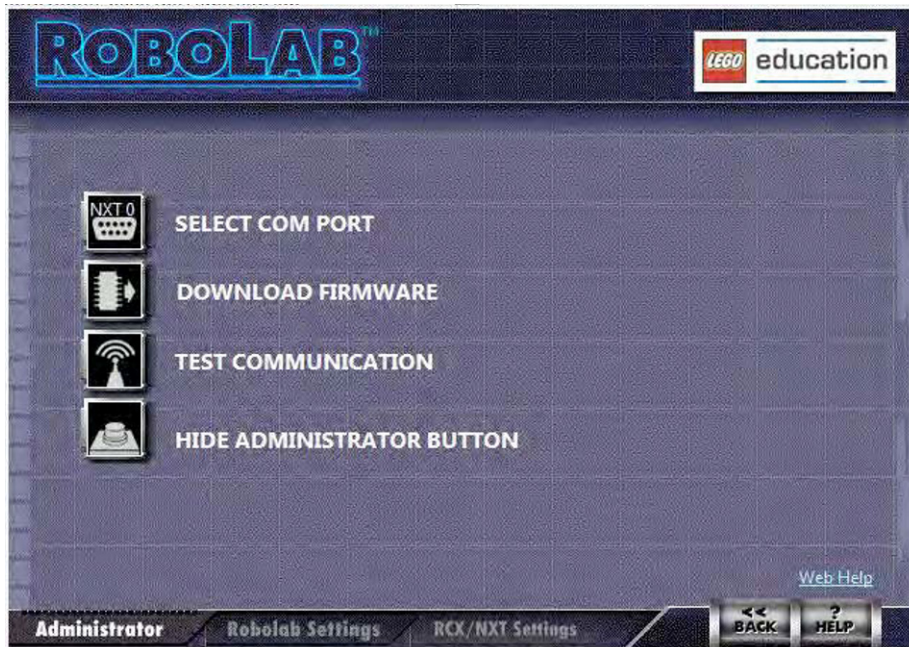 ROBOLAB™
LEGO education
NXT 0
SELECT COM PORT
DOWNLOAD FIRMWARE
TEST COMMUNICATION
HIDE ADMINISTRATOR BUTTON
Web Help
Administrator Robolab Settings RCX/NXT Settings << BACK ? HELP